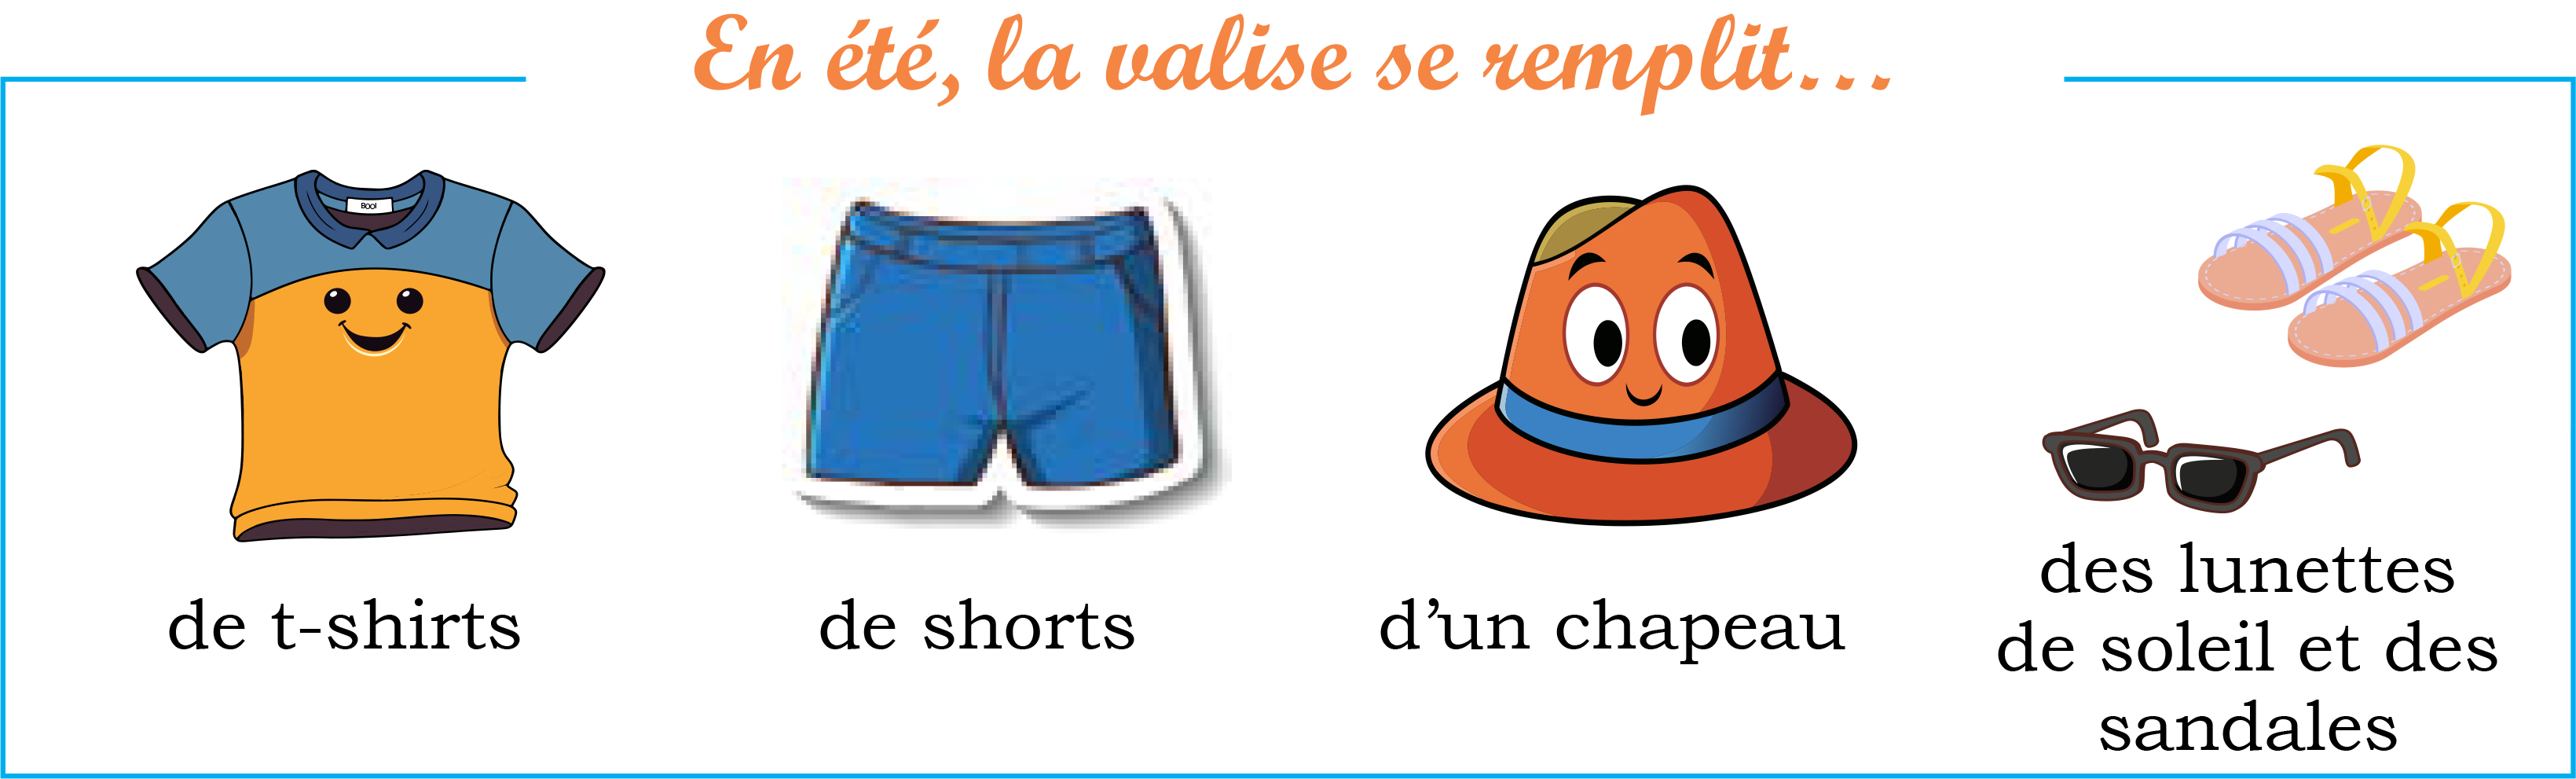 En été, la valise se remplit...
BOO!
de t-shirts
de shorts
d’un chapeau
des lunettes
de soleil et des
sandales